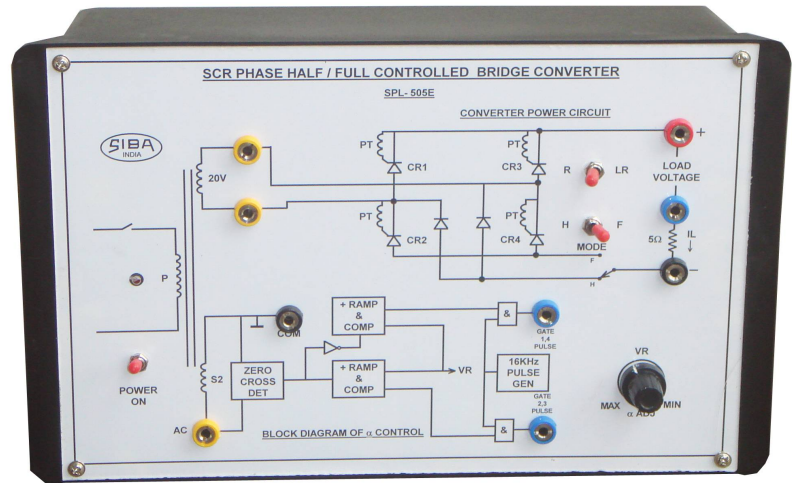 SCR PHASE HALF / FULL CONTROLLED BRIDGE CONVERTER
SPL- 505E
CONVERTER POWER CIRCUIT
SIBA
INDIA
20V
PT
CR1
PT
CR3
R
LR
+
LOAD
VOLTAGE
PT
CR2
PT
CR4
H
F
MODE
5Ω
IL
F
H
−
P
POWER
ON
S2
COM
+ RAMP
&
COMP
&
GATE
1,4
PULSE
ZERO
CROSS
DET
+ RAMP
&
COMP
VR
16KHz
PULSE
GEN
GATE
2,3
PULSE
&
AC
BLOCK DIAGRAM OF α CONTROL
VR
MAX
MIN
α ADJ